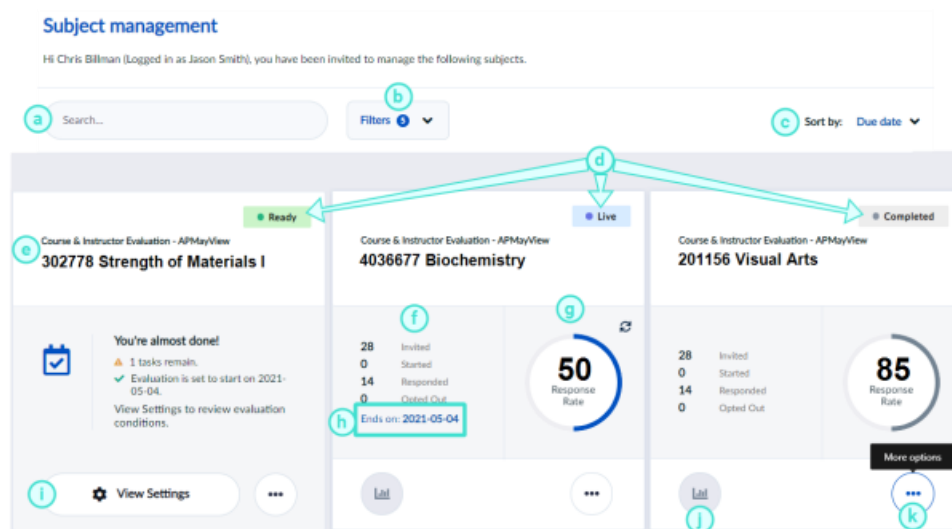 Subject management
Hi Chris Billman (Logged in as Jason Smith), you have been invited to manage the following subjects.
a Search... b Filters 5 c Sort by: Due date
d
Ready
e Course & Instructor Evaluation - APMayView
302778 Strength of Materials I
You're almost done!
1 tasks remain.
Evaluation is set to start on 2021-
05-04.
View Settings to review evaluation
conditions.
i View Settings
Live
Course & Instructor Evaluation - APMayView
4036677 Biochemistry
f
28 Invited
0 Started
14 Responded
0 Opted Out
h Ends on: 2021-05-04
g
50
Response
Rate
Completed
Course & Instructor Evaluation - APMayView
201156 Visual Arts
28 Invited
0 Started
14 Responded
0 Opted Out
85
Response
Rate
More options
j
k